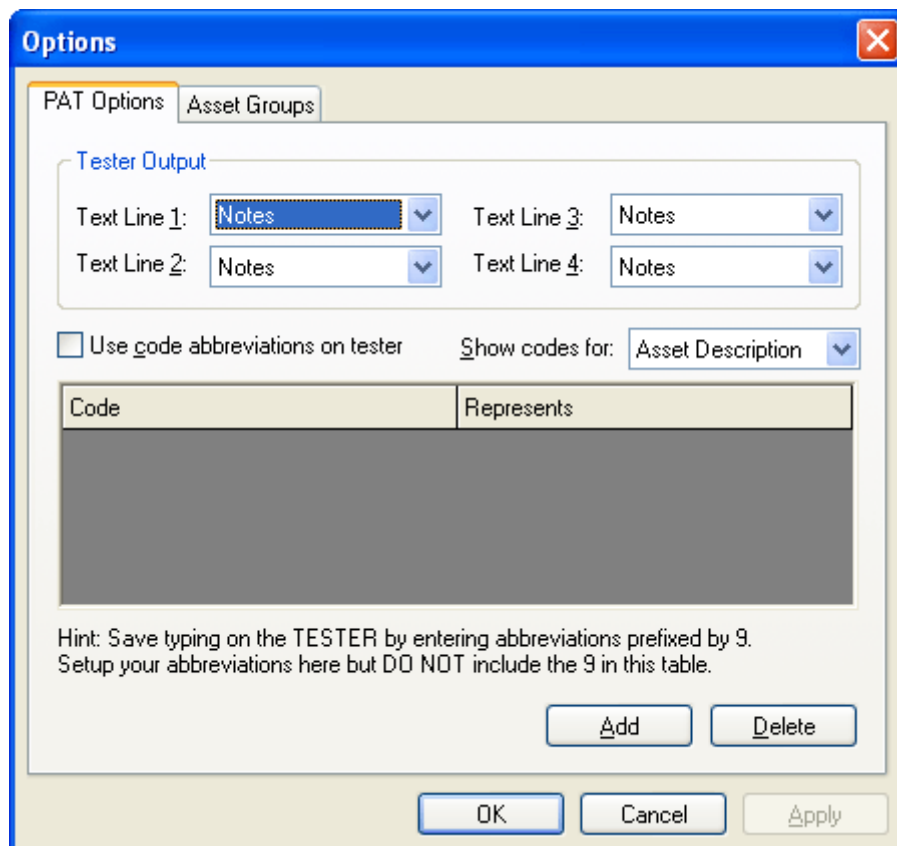 Options
PAT Options Asset Groups
Tester Output
Text Line 1: Notes Text Line 3: Notes
Text Line 2: Notes Text Line 4: Notes
Use code abbreviations on tester Show codes for: Asset Description
Code Represents
Hint: Save typing on the TESTER by entering abbreviations prefixed by 9.
Setup your abbreviations here but DO NOT include the 9 in this table.
Add Delete
OK Cancel Apply